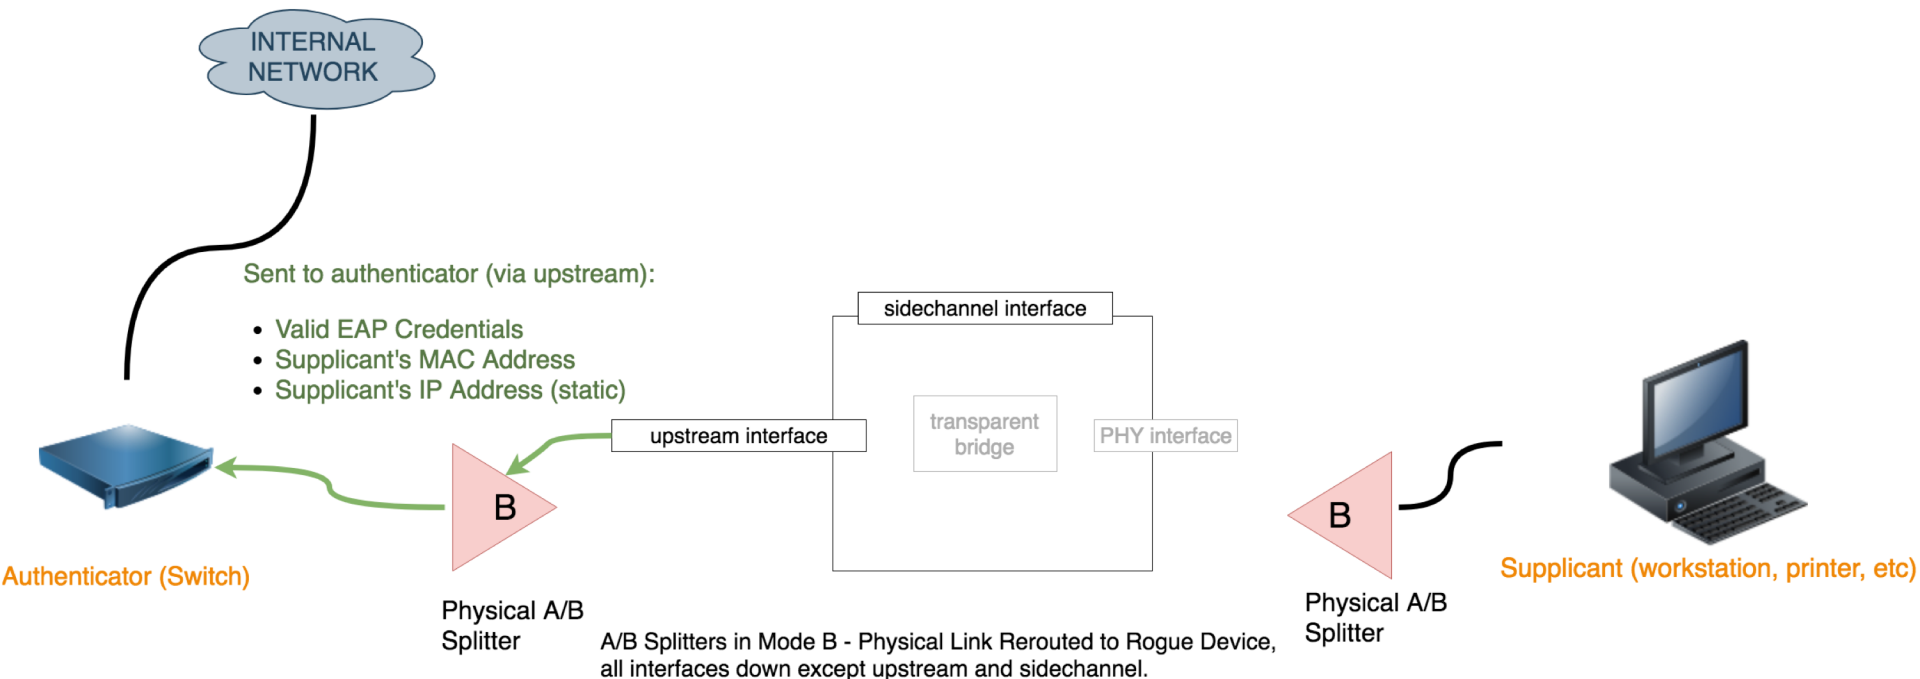 INTERNAL
NETWORK
Sent to authenticator (via upstream):
• Valid EAP Credentials
• Supplicant's MAC Address
• Supplicant's IP Address (static)
sidechannel interface
upstream interface
transparent
bridge
PHY interface
B
B
Authenticator (Switch)
Supplicant (workstation, printer, etc)
Physical A/B
Splitter
Physical A/B
Splitter
A/B Splitters in Mode B - Physical Link Rerouted to Rogue Device,
all interfaces down except upstream and sidechannel.